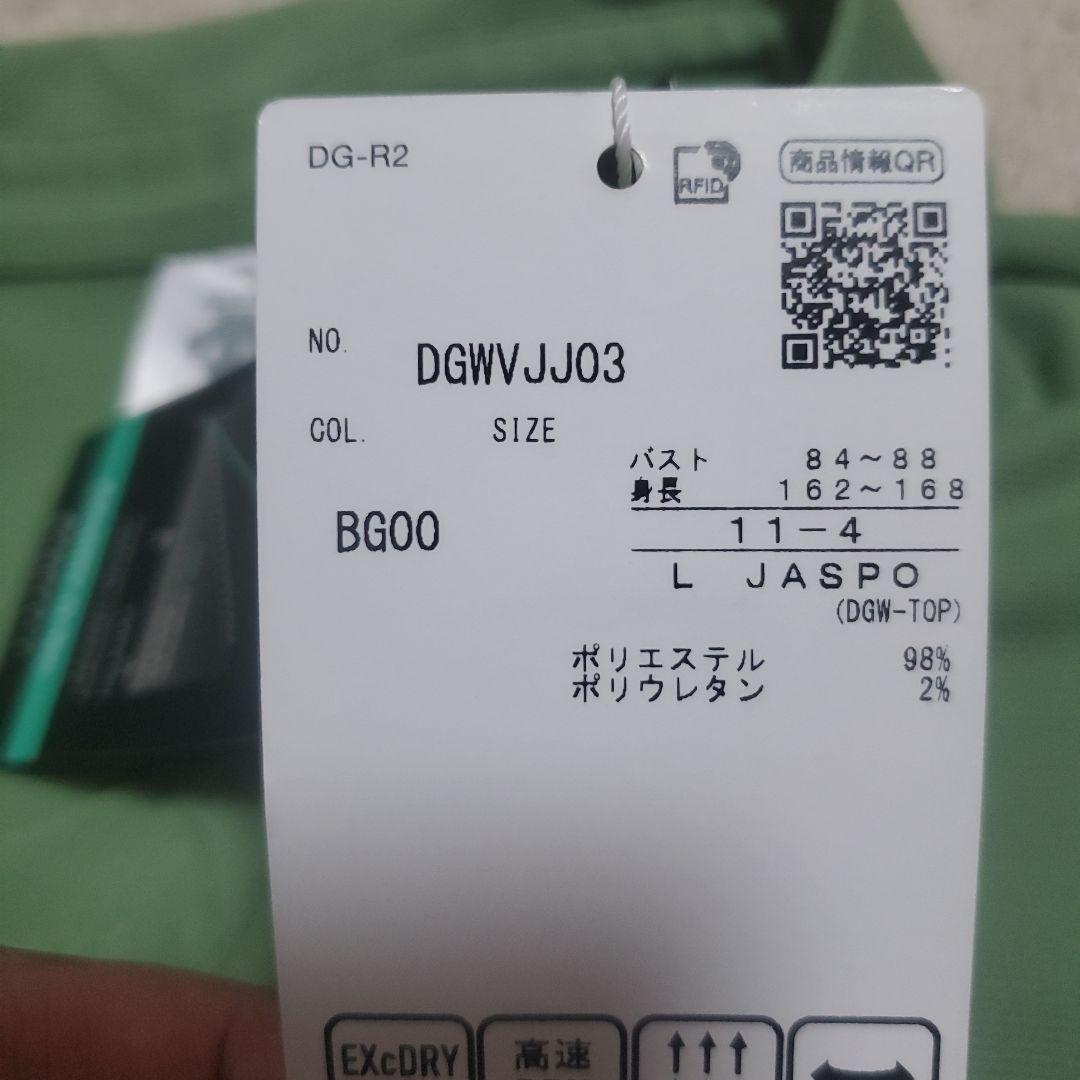 DG-R2
RFID
商品情報QR
NO. DGWVJJ03
COL. SIZE
バスト 84~88
身長 162~168
BG00
11-4
L JASPO
(DGW-TOP)
ポリエステル 98%
ポリウレタン 2%
EXcDRY 高速